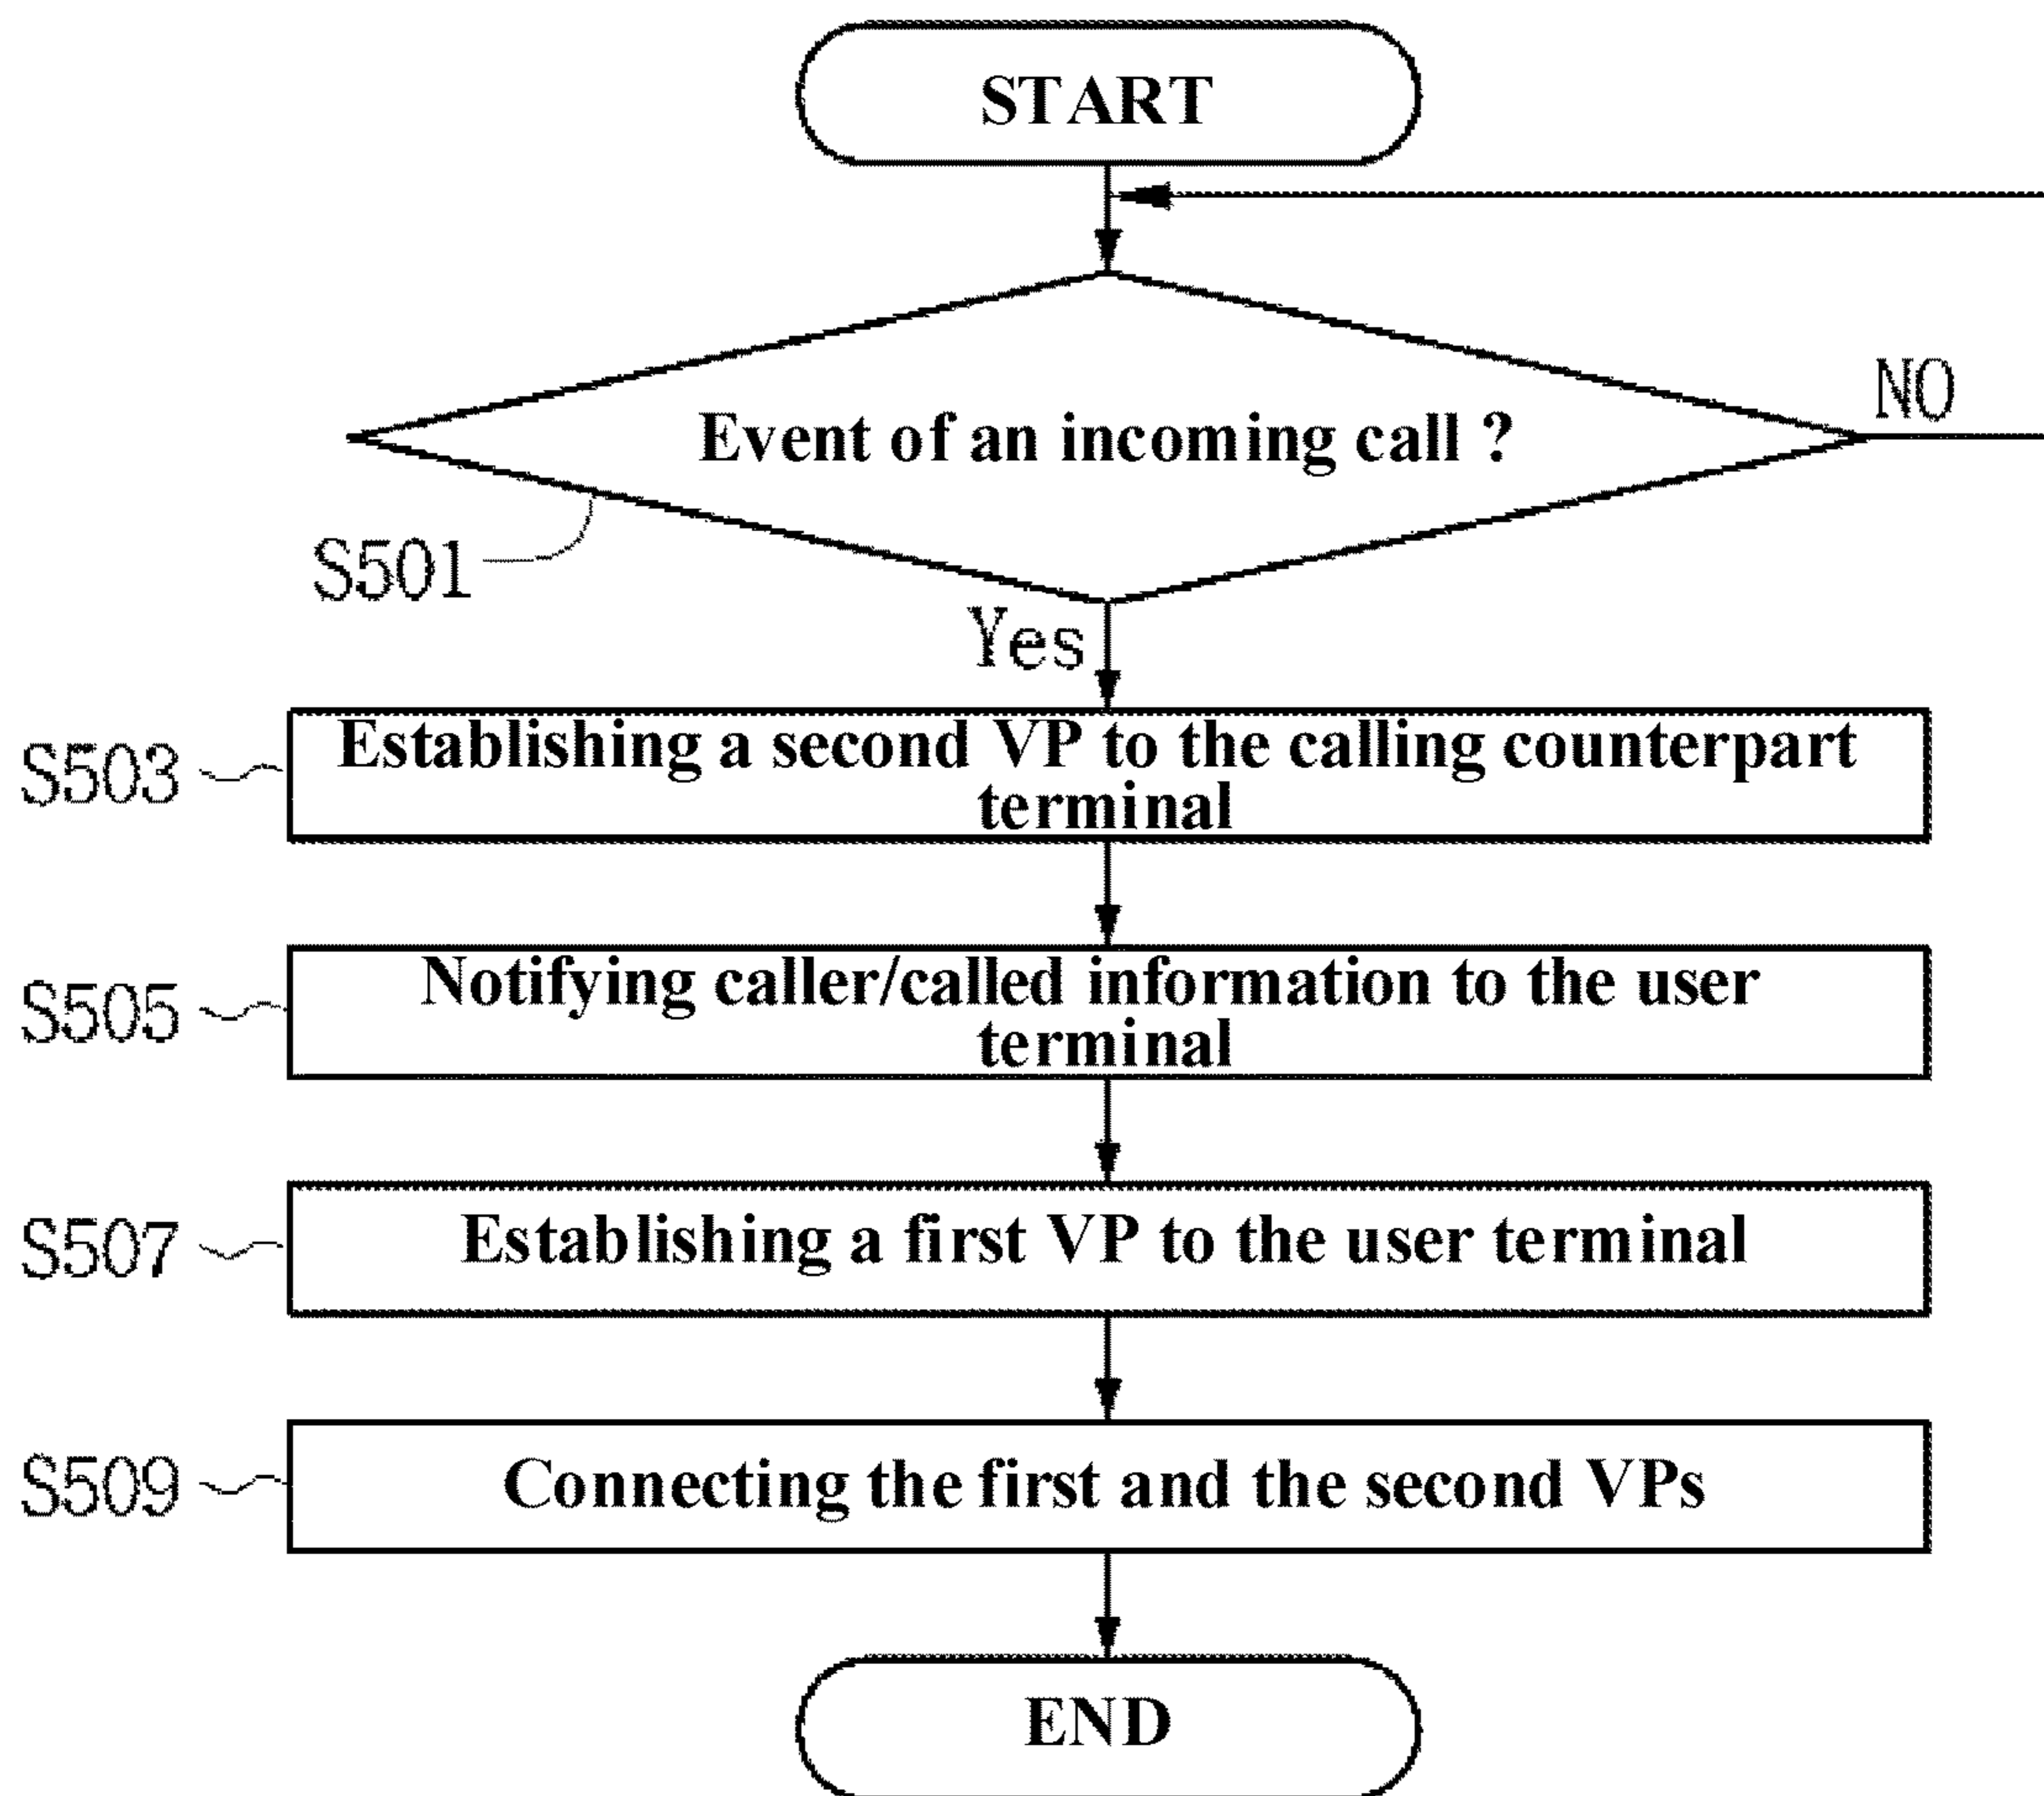 START
Event of an incoming call ?
NO
S501
Yes
S503
Establishing a second VP to the calling counterpart
terminal
S505
Notifying caller/called information to the user
terminal
S507
Establishing a first VP to the user terminal
S509
Connecting the first and the second VPs
END